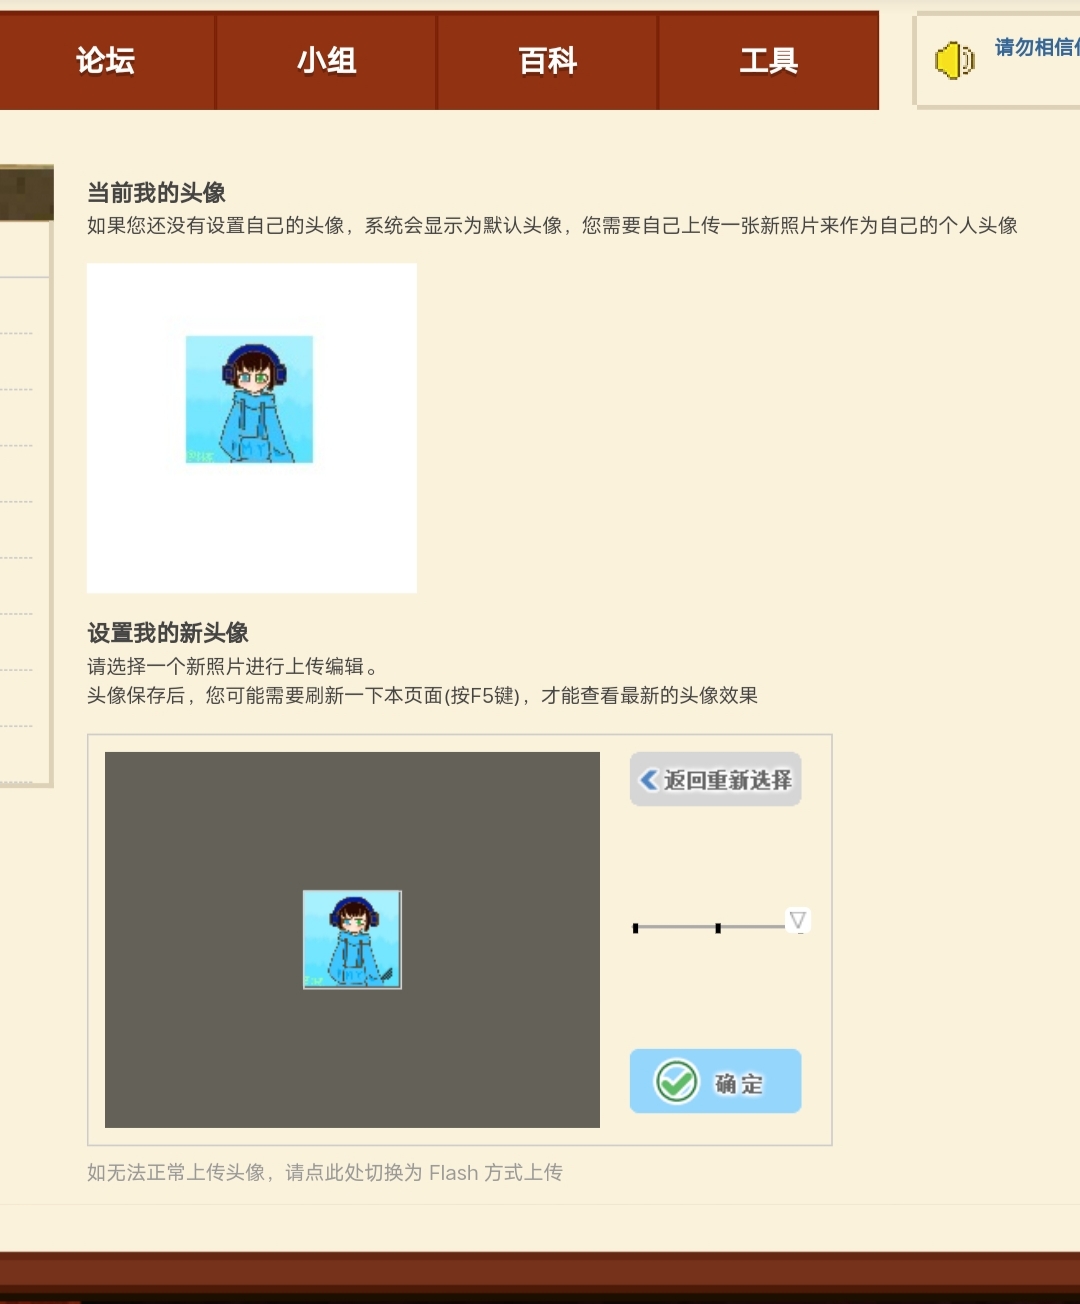 论坛
小组
百科
工具
请勿相信
当前我的头像
如果您还没有设置自己的头像，系统会显示为默认头像，您需要自己上传一张新照片来作为自己的个人头像
MY
设置我的新头像
请选择一个新照片进行上传编辑。
头像保存后，您可能需要刷新一下本页面(按F5键)，才能查看最新的头像效果
返回重新选择
MY
确定
如无法正常上传头像，请点此处切换为 Flash 方式上传